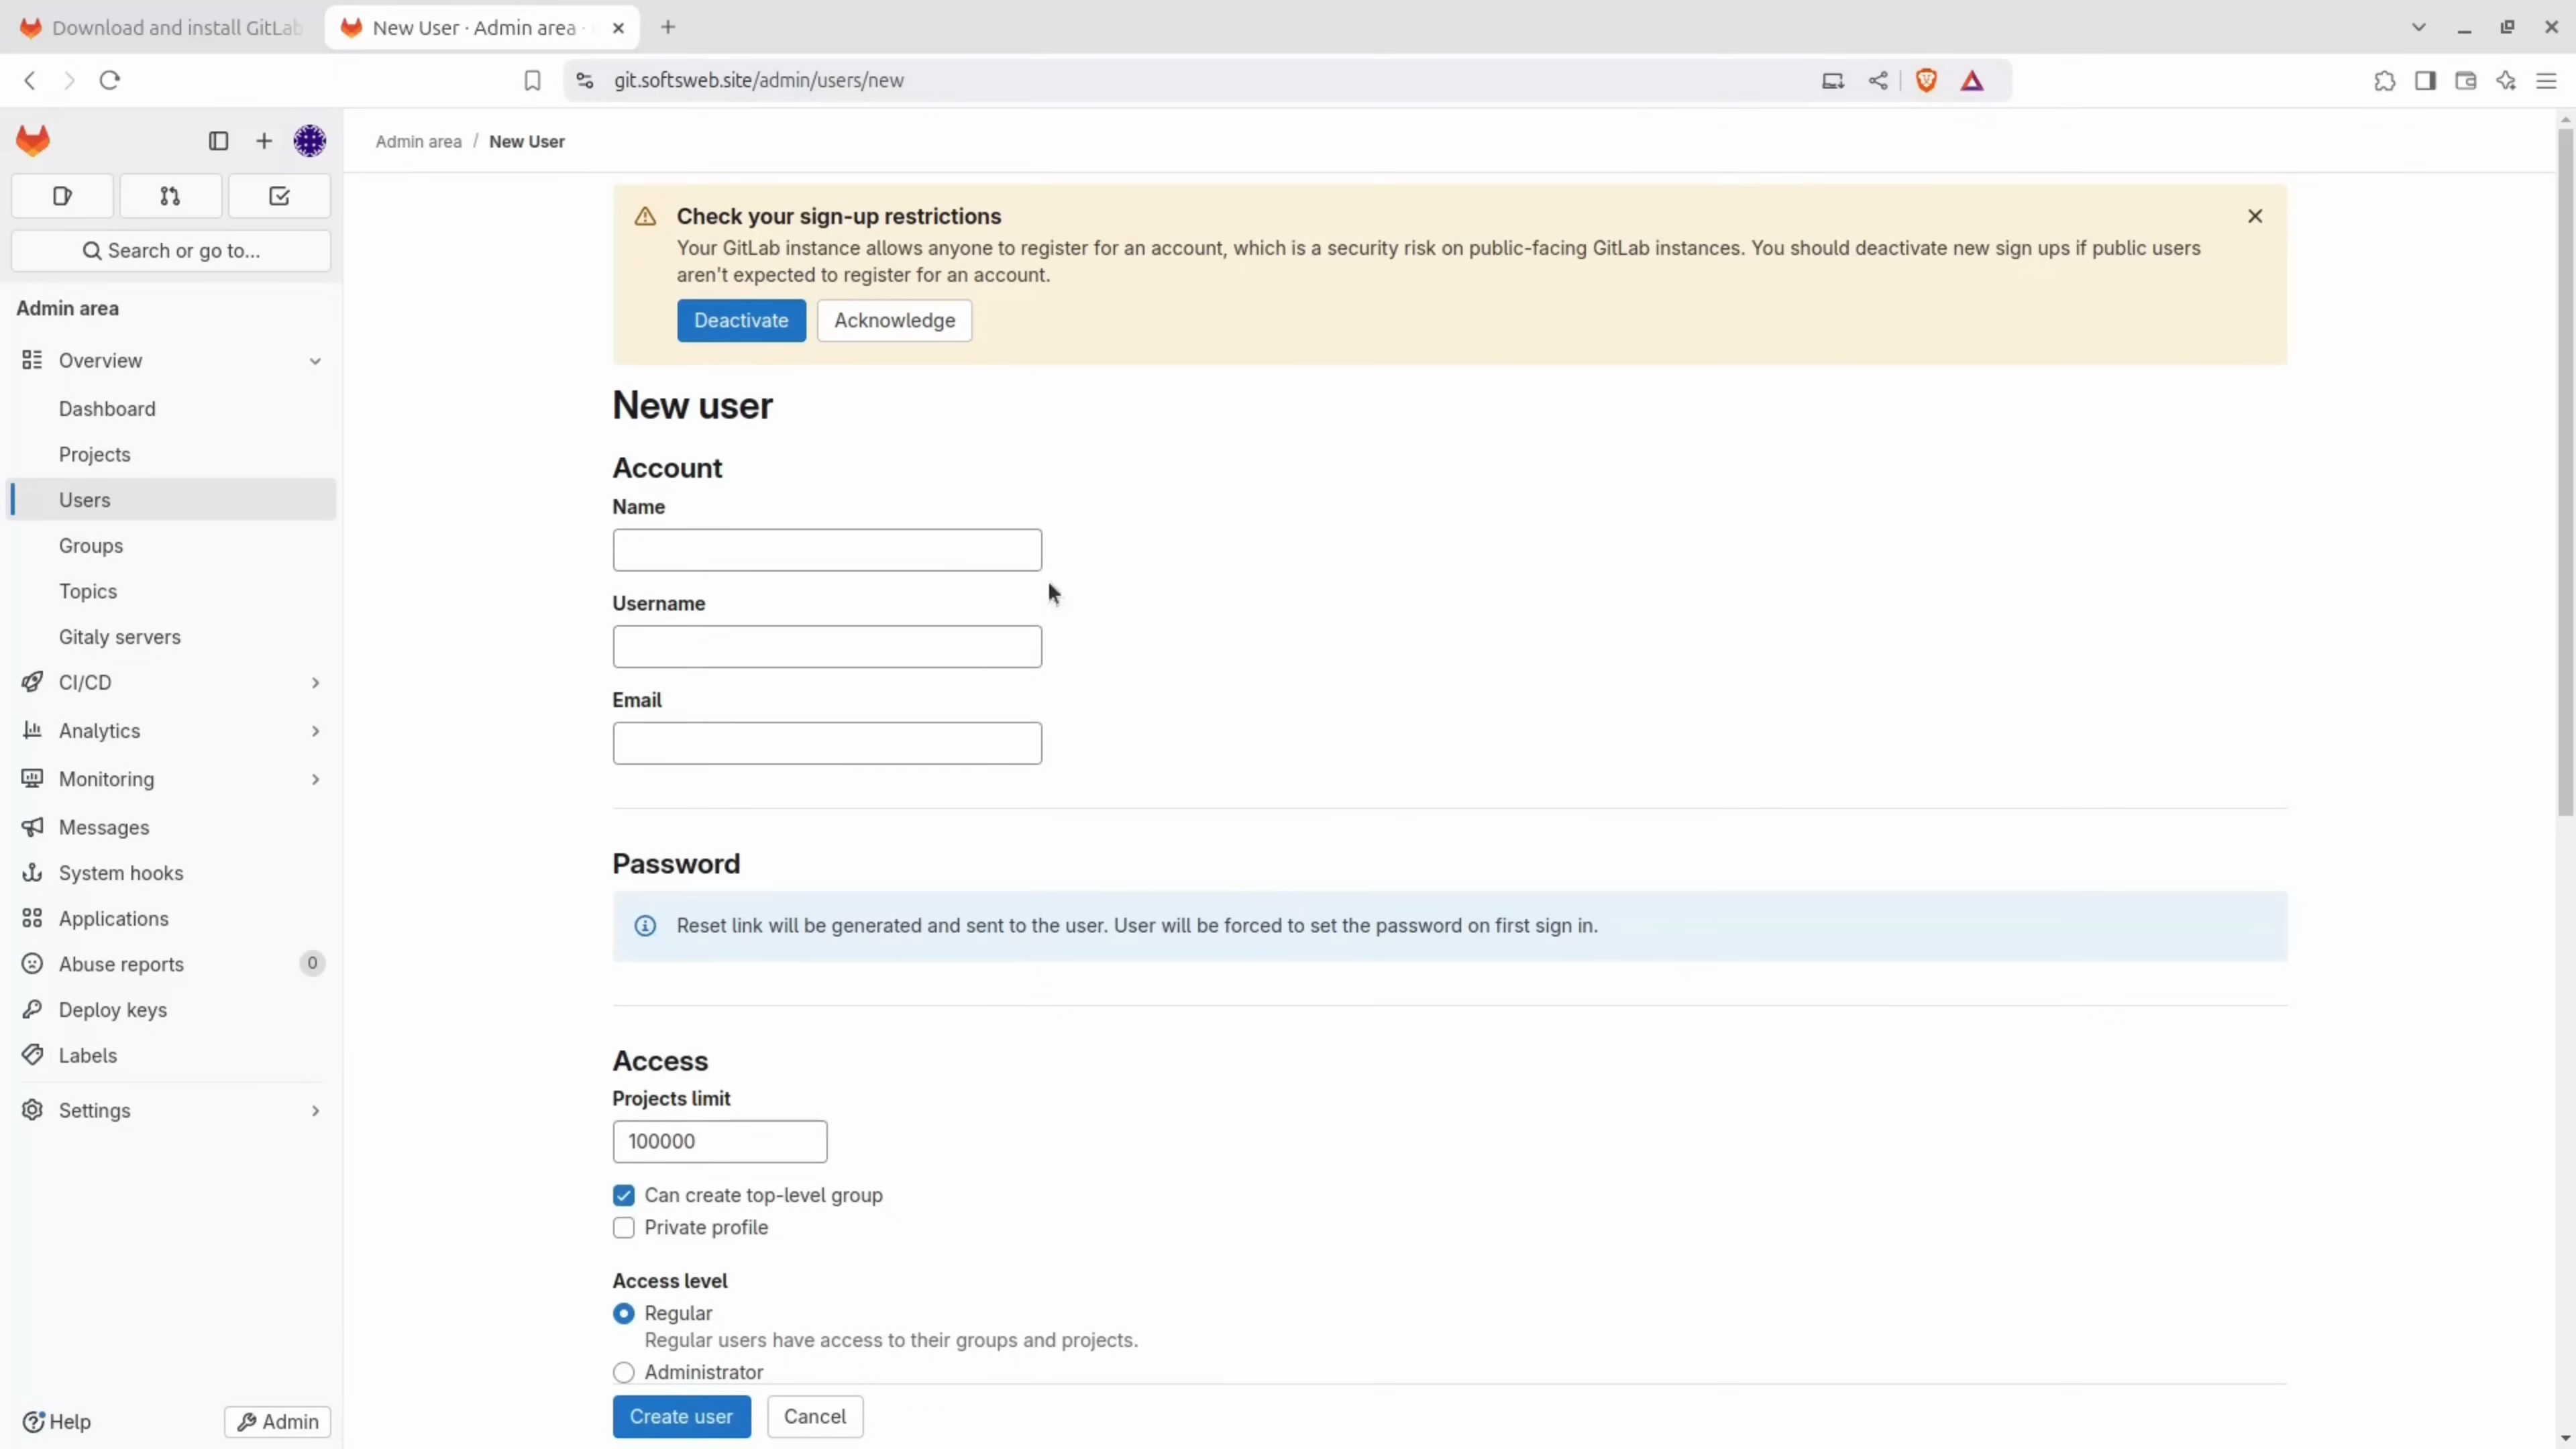 Download and install GitLab
New User · Admin area ·
git.softsweb.site/admin/users/new
Search or go to...
Admin area
Overview
Dashboard
Projects
Users
Groups
Topics
Gitaly servers
CI/CD
Analytics
Monitoring
Messages
System hooks
Applications
Abuse reports 0
Deploy keys
Labels
Settings
Help
Admin
Admin area / New User
Check your sign-up restrictions
Your GitLab instance allows anyone to register for an account, which is a security risk on public-facing GitLab instances. You should deactivate new sign ups if public users
aren't expected to register for an account.
Deactivate Acknowledge
New user
Account
Name
Username
Email
Password
Reset link will be generated and sent to the user. User will be forced to set the password on first sign in.
Access
Projects limit
100000
Can create top-level group
Private profile
Access level
Regular
Regular users have access to their groups and projects.
Administrator
Create user Cancel